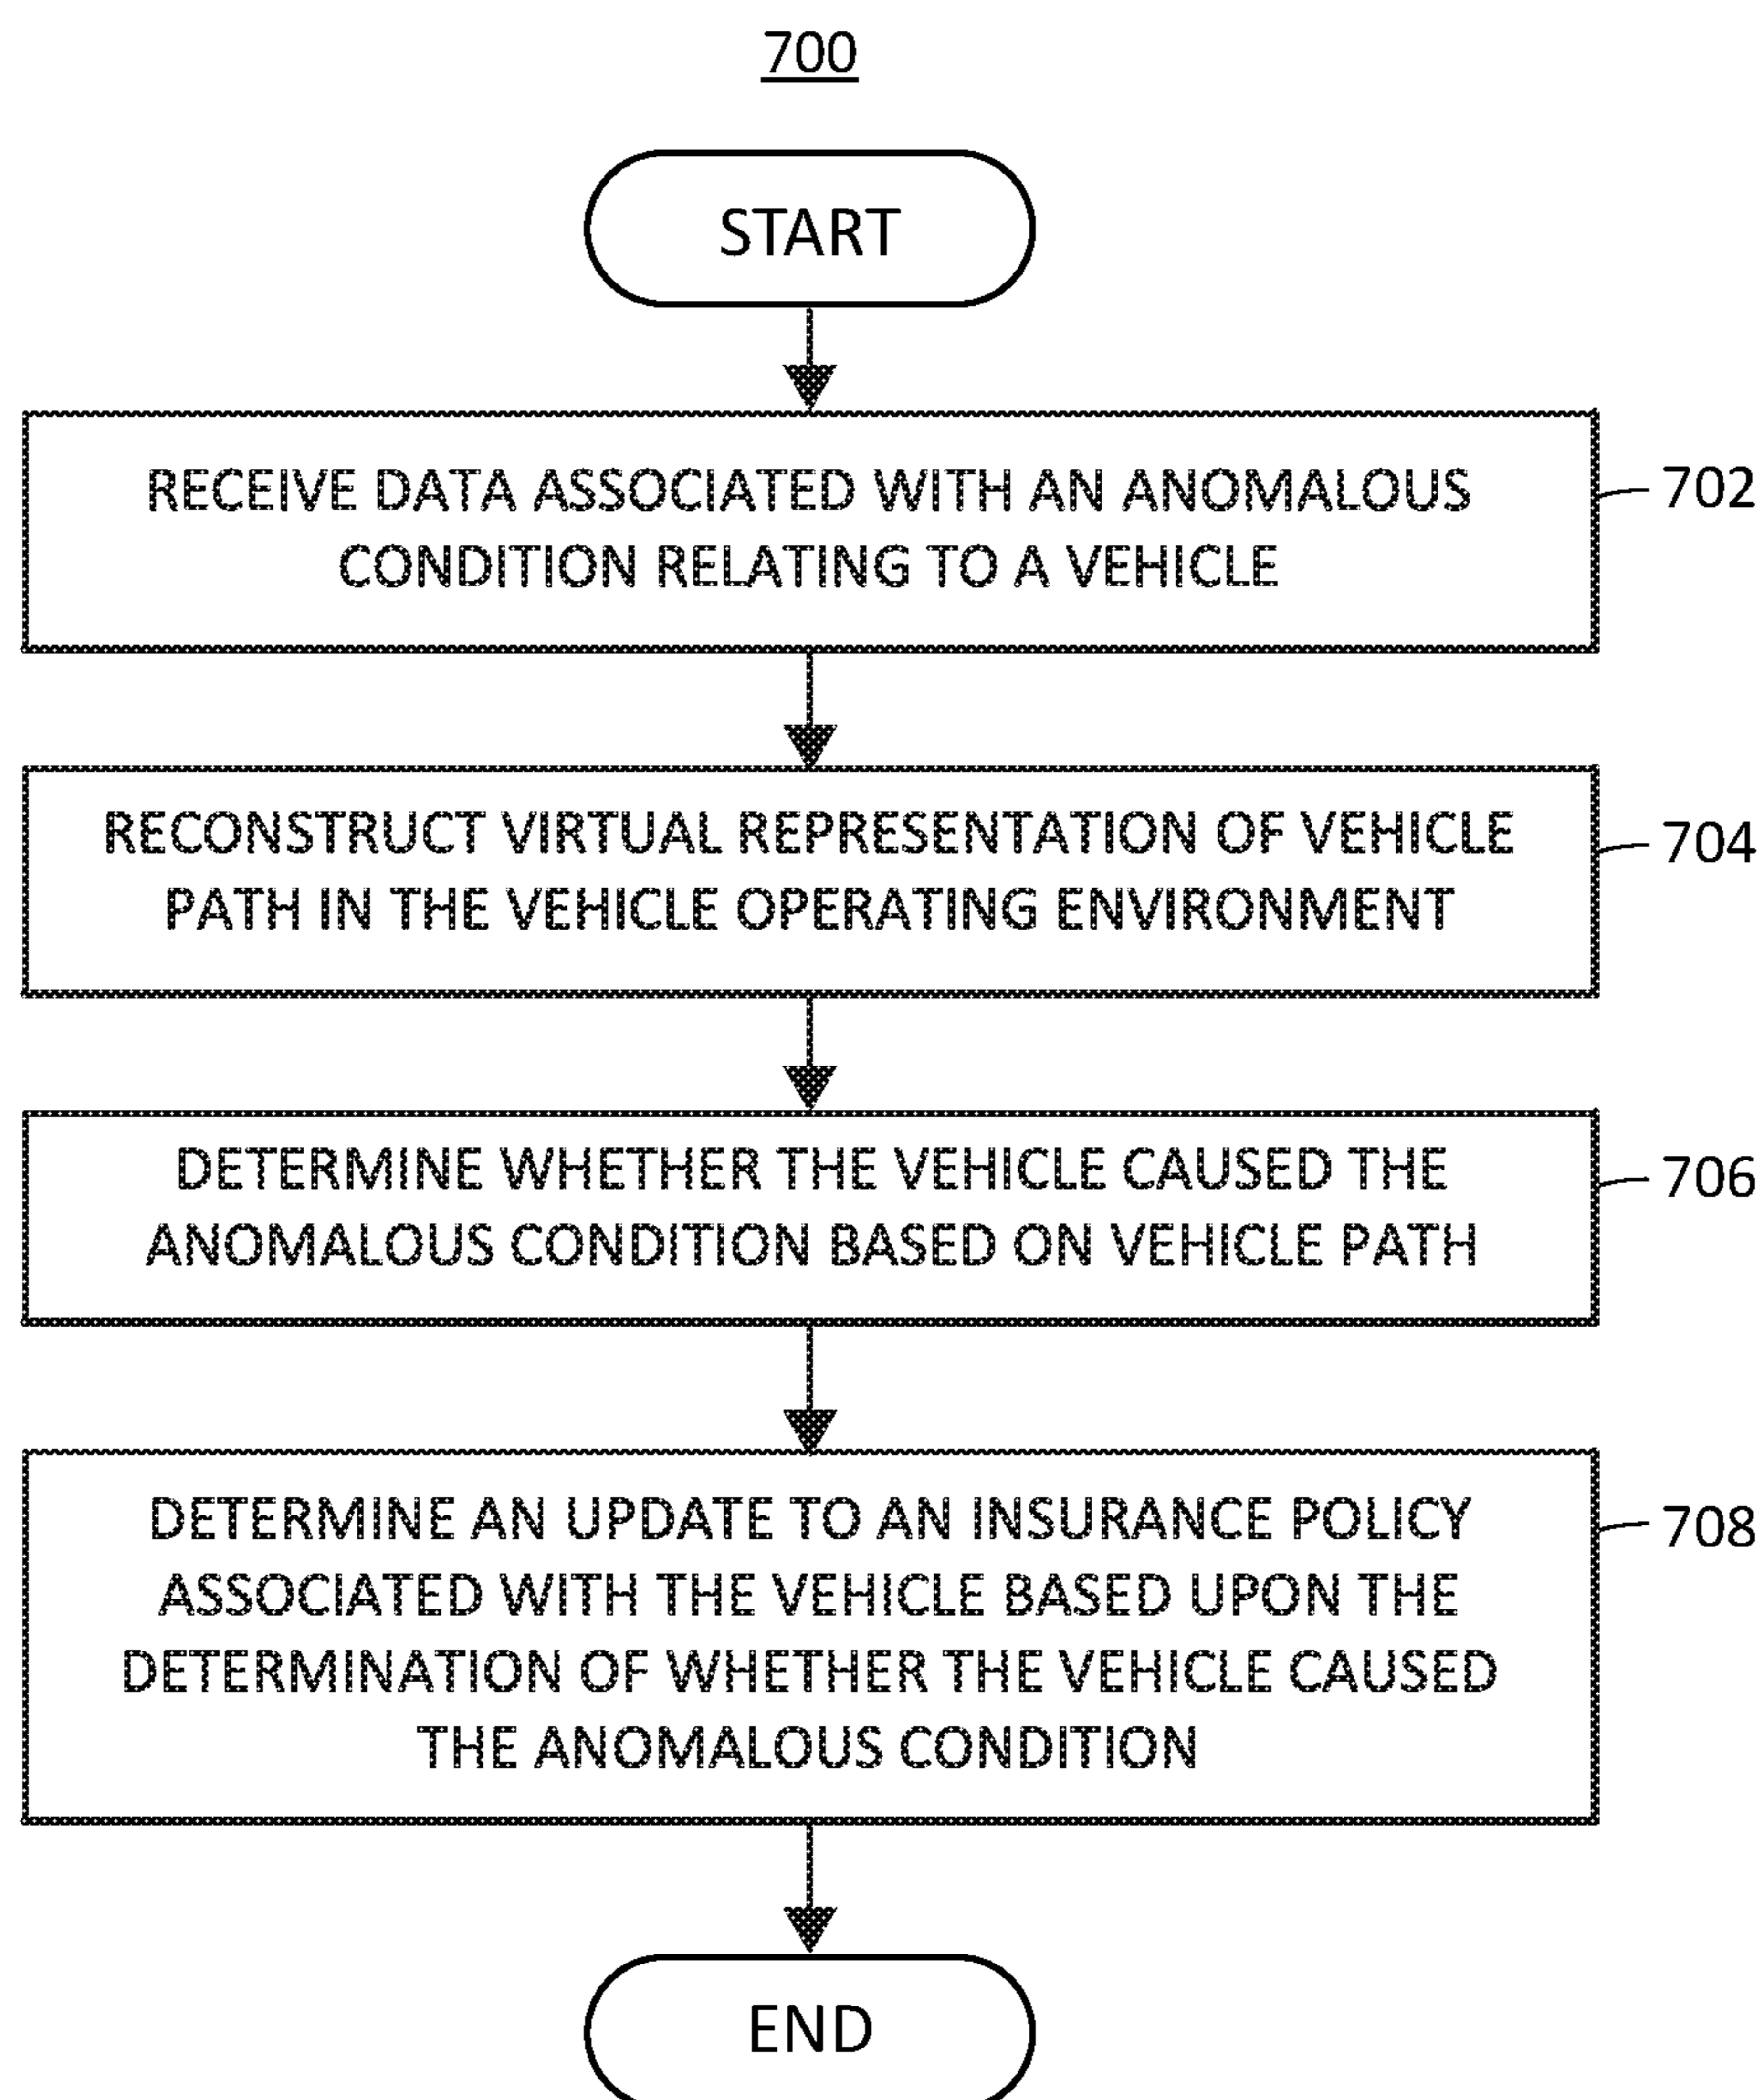 700
START
RECEIVE DATA ASSOCIATED WITH AN ANOMALOUS
CONDITION RELATING TO A VEHICLE
702
RECONSTRUCT VIRTUAL REPRESENTATION OF VEHICLE
PATH IN THE VEHICLE OPERATING ENVIRONMENT
704
DETERMINE WHETHER THE VEHICLE CAUSED THE
ANOMALOUS CONDITION BASED ON VEHICLE PATH
706
DETERMINE AN UPDATE TO AN INSURANCE POLICY
ASSOCIATED WITH THE VEHICLE BASED UPON THE
DETERMINATION OF WHETHER THE VEHICLE CAUSED
THE ANOMALOUS CONDITION
708
END